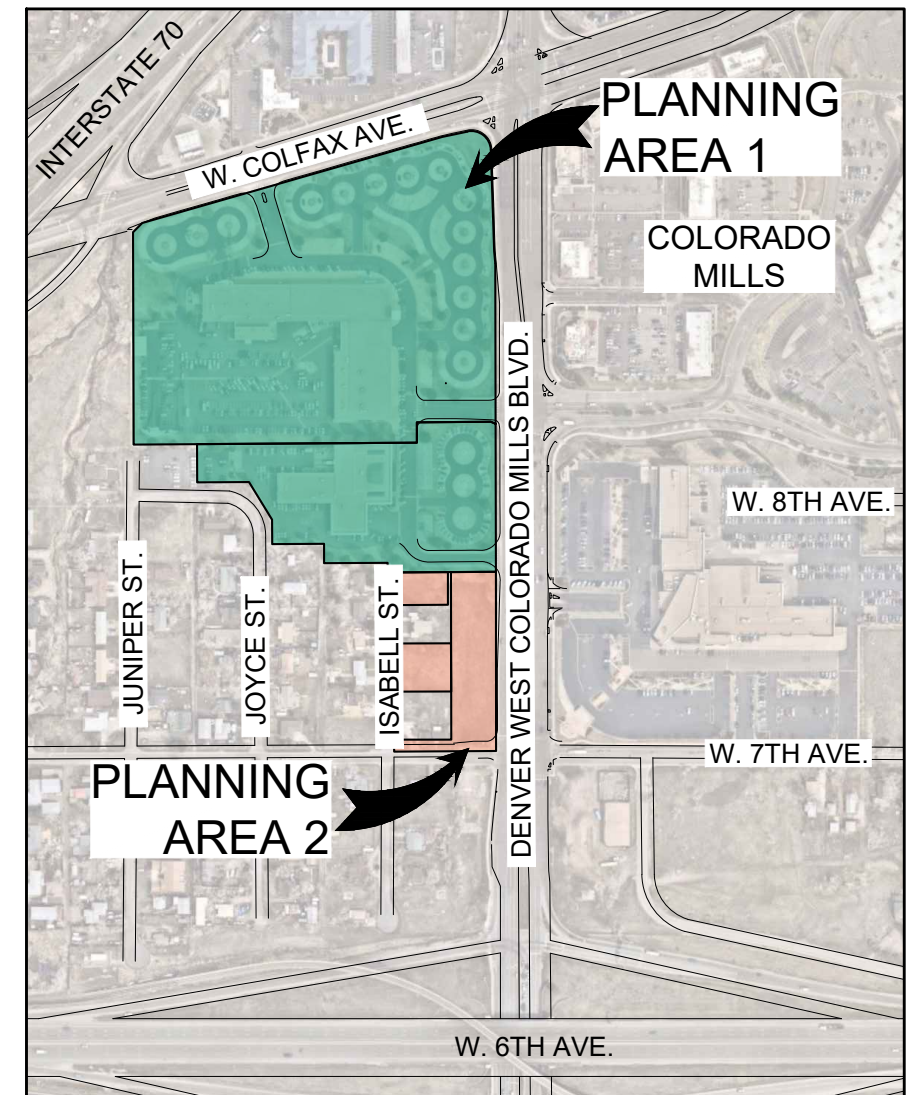 INTERSTATE 70
W. COLFAX AVE.
PLANNING
AREA 1
COLORADO
MILLS
DENVER WEST COLORADO MILLS BLVD.
W. 8TH AVE.
JUNIPER ST.
JOYCE ST.
ISABELL ST.
W. 7TH AVE.
PLANNING
AREA 2
W. 6TH AVE.